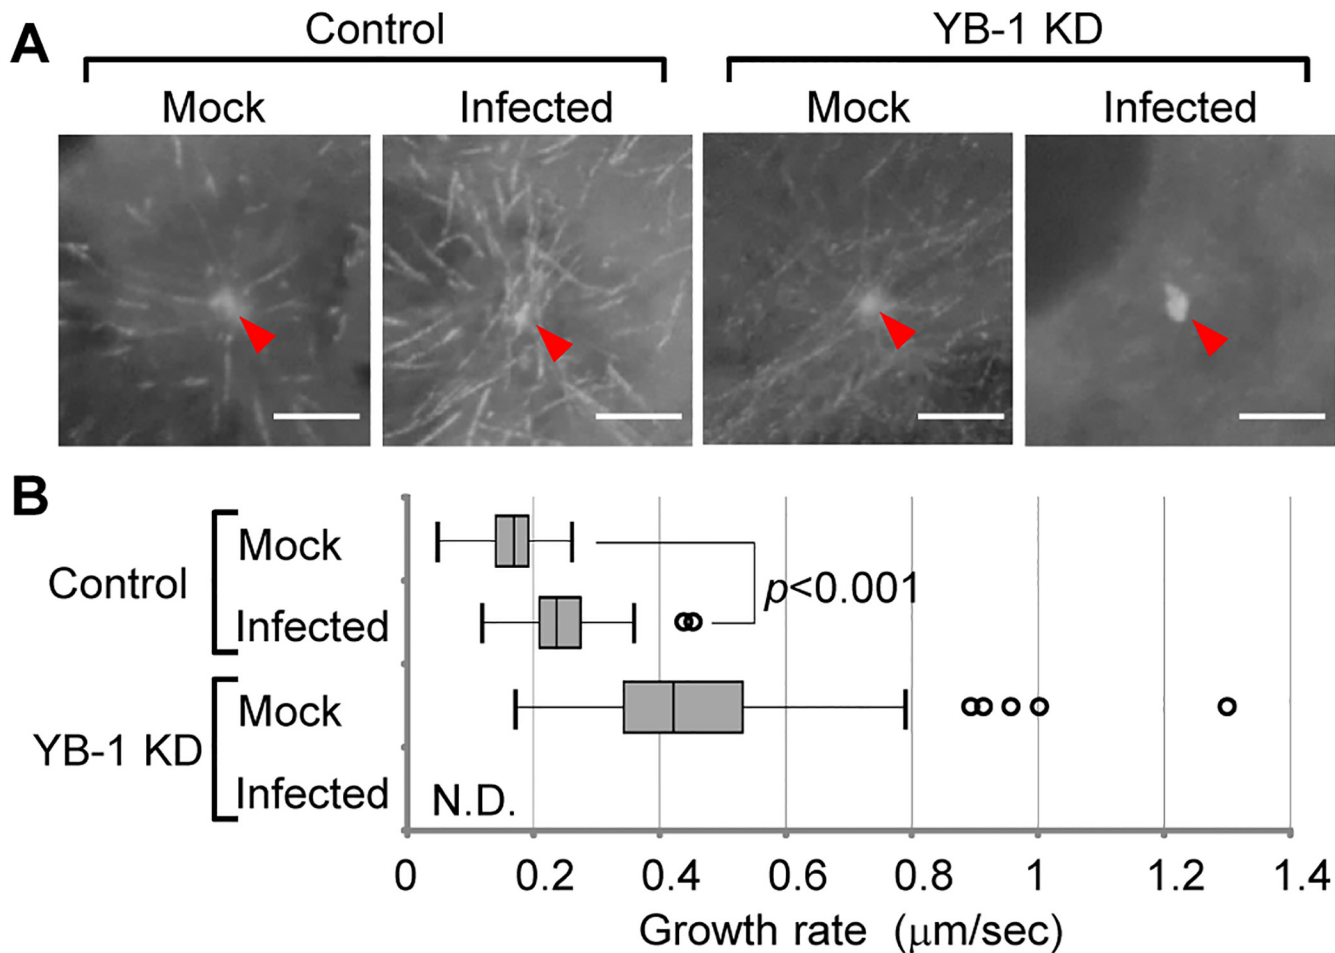 A
Control
YB-1 KD
Mock
Infected
Mock
Infected
B
Control
Mock
Infected
p<0.001
YB-1 KD
Mock
Infected
N.D.
0 0.2 0.4 0.6 0.8 1 1.2 1.4
Growth rate (μm/sec)